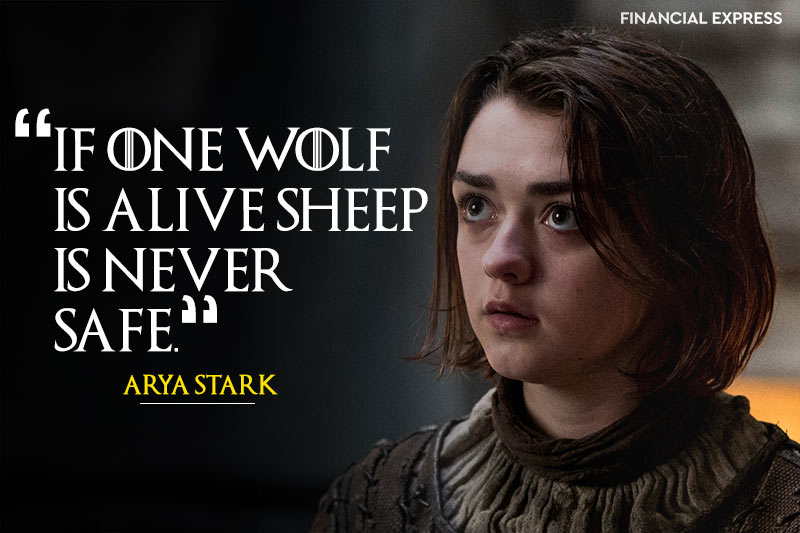 FINANCIAL EXPRESS
“IF ONE WOLF
IS ALIVE SHEEP
IS NEVER
SAFE.”
ARYA STARK